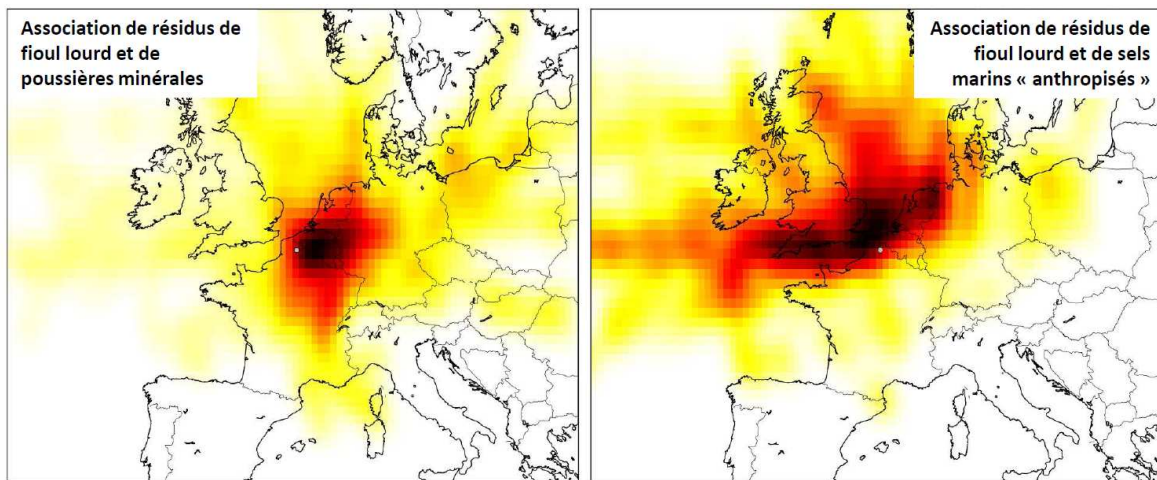 Association de résidus de
fioul lourd et de
poussières minérales
Association de résidus de
fioul lourd et de sels
marins « anthropisés »